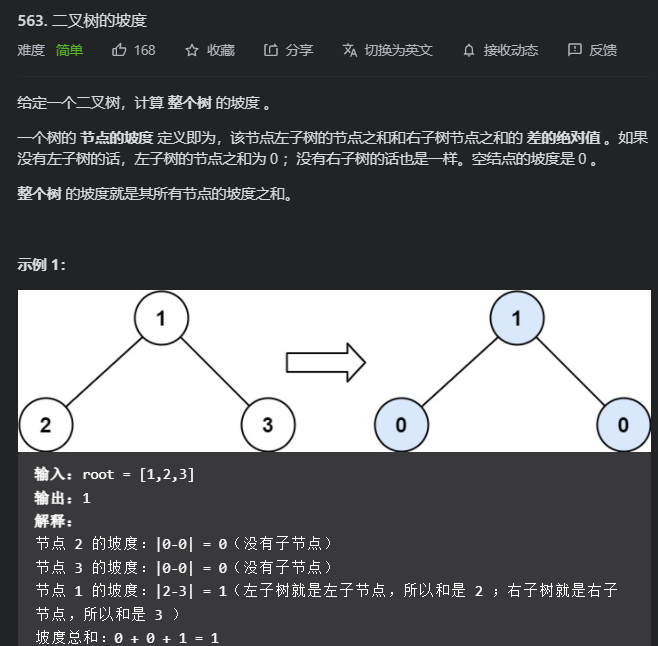 563. 二叉树的坡度
难度 简单 168 收藏 分享 切换为英文 接收动态 反馈
给定一个二叉树，计算 整个树 的坡度 。
一个树的 节点的坡度 定义即为，该节点左子树的节点之和和右子树节点之和的 差的绝对值 。如果
没有左子树的话，左子树的节点之和为 0 ；没有右子树的话也是一样。空结点的坡度是 0 。
整个树 的坡度就是其所有节点的坡度之和。
示例 1：
1 1
2 3 0 0
输入：root = [1,2,3]
输出：1
解释：
节点 2 的坡度：|0-0| = 0（没有子节点）
节点 3 的坡度：|0-0| = 0（没有子节点）
节点 1 的坡度：|2-3| = 1（左子树就是左子节点，所以和是 2 ；右子树就是右子
节点，所以和是 3 ）
坡度总和：0 + 0 + 1 = 1